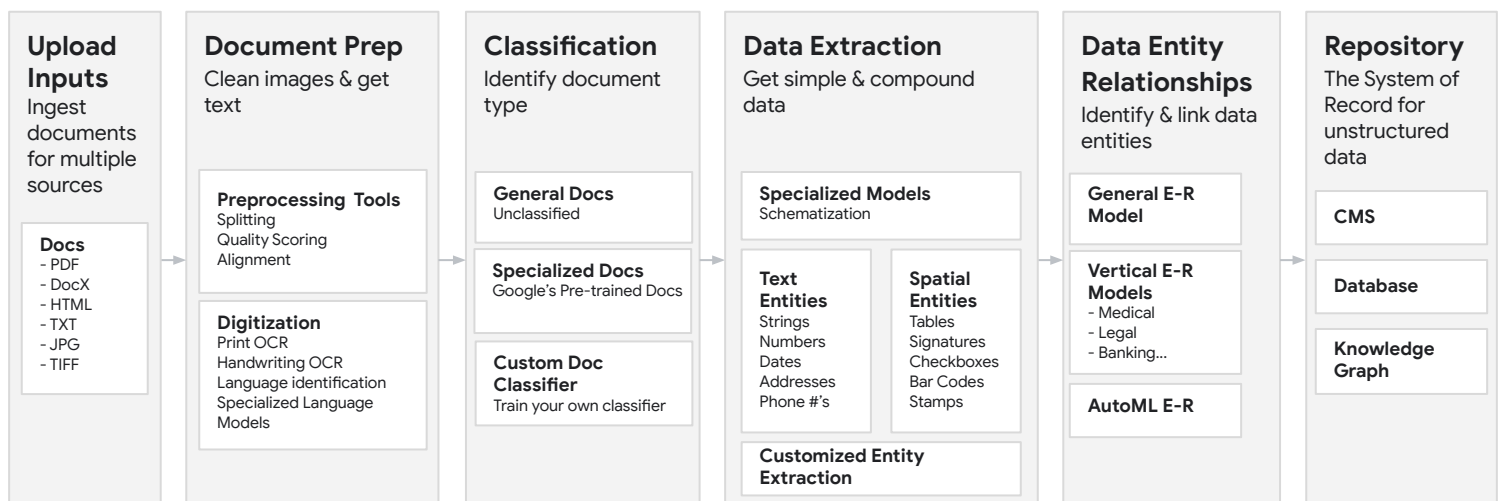 Upload
Inputs
Ingest
documents
for multiple
sources
Docs
- PDF
- DocX
- HTML
- TXT
- JPG
- TIFF
Document Prep
Clean images & get
text
Preprocessing Tools
Splitting
Quality Scoring
Alignment
Digitization
Print OCR
Handwriting OCR
Language identification
Specialized Language
Models
Classification
Identify document
type
General Docs
Unclassified
Specialized Docs
Google's Pre-trained Docs
Custom Doc
Classifier
Train your own classifier
Data Extraction
Get simple & compound
data
Specialized Models
Schematization
Text
Entities
Strings
Numbers
Dates
Addresses
Phone #'s
Spatial
Entities
Tables
Signatures
Checkboxes
Bar Codes
Stamps
Customized Entity
Extraction
Data Entity
Relationships
Identify & link data
entities
General E-R
Model
Vertical E-R
Models
- Medical
- Legal
- Banking...
AutoML E-R
Repository
The System of
Record for
unstructured
data
CMS
Database
Knowledge
Graph